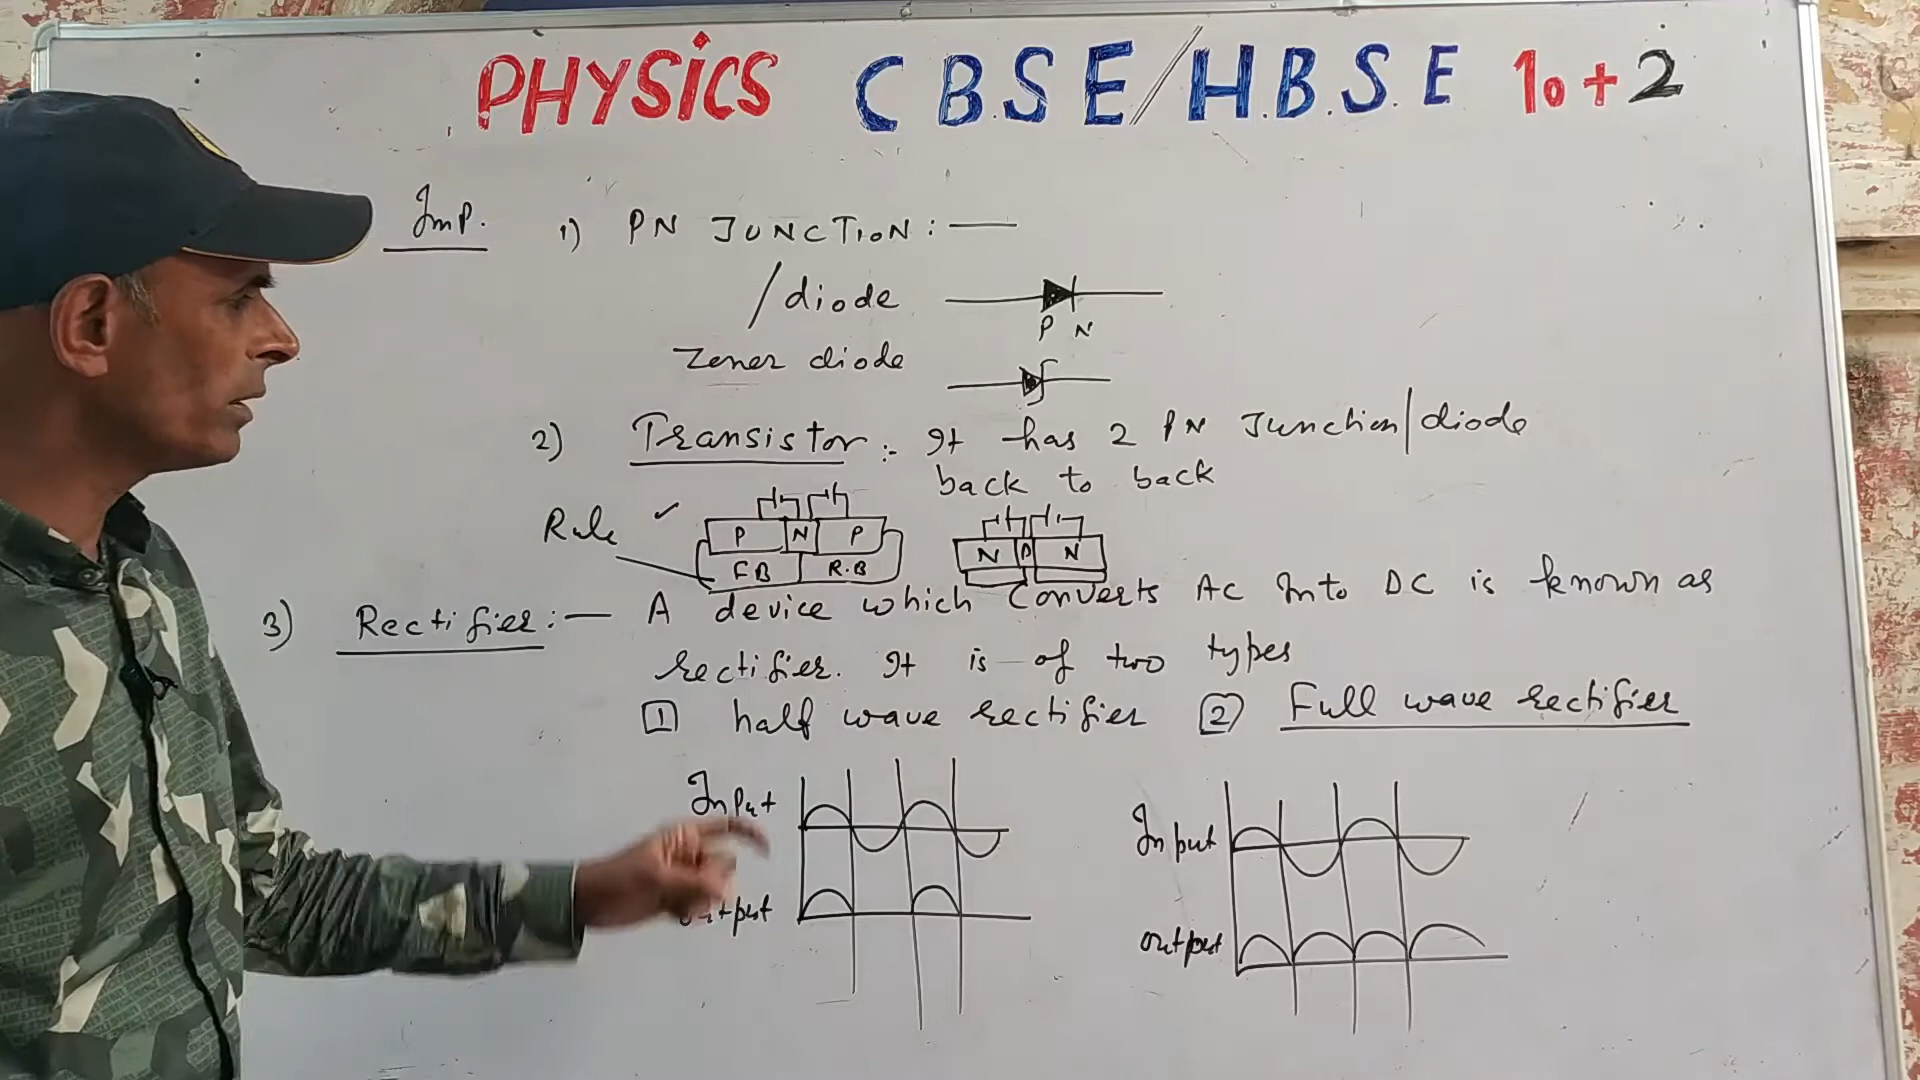 PHYSiCS CBSE/H.B.S.E 10+2
Imp. 1) PN JUNCTION:—
/diode
P N
Zener diode
2) Transistor:- It has 2 PN Junction/diode
back to back
Rule ✓ P N P
F B R.B
N P N
3) Rectifier:— A device which Converts AC Into DC is known as
rectifier. It is of two types
1 half wave rectifier 2 Full wave rectifier
Input
output
Input
output